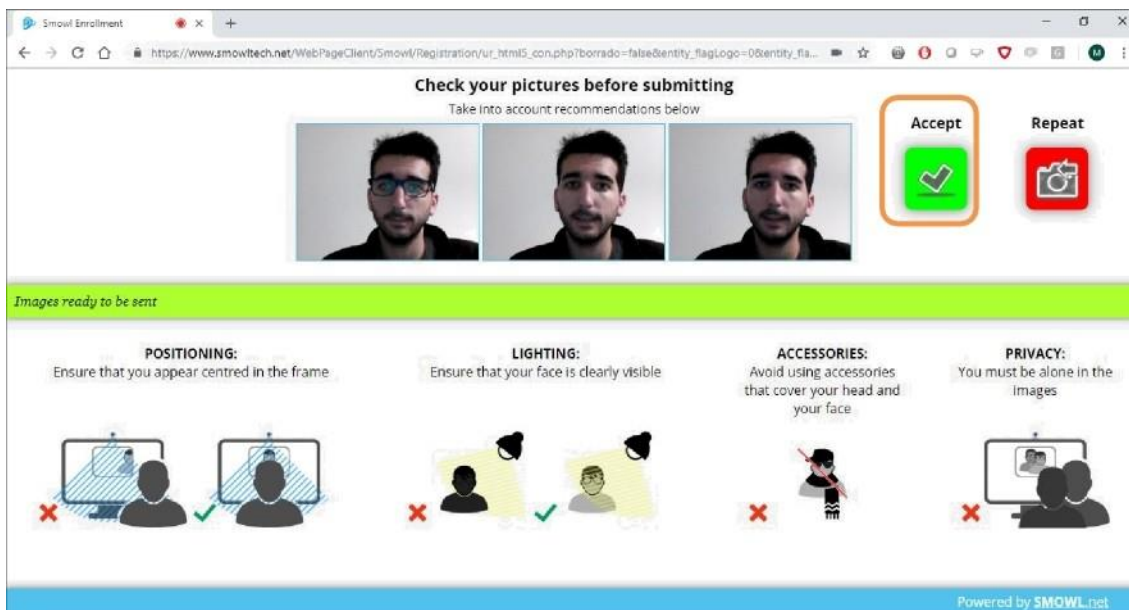 Smowl Enrollment
https://www.smowltech.net/WebPageClient/Smowl/Registration/ur_html5_con.php?borrado=false&entity_flagLogo=0&entity_fla...
M
Check your pictures before submitting
Take into account recommendations below
Accept
Repeat
Images ready to be sent
POSITIONING:
Ensure that you appear centred in the frame
LIGHTING:
Ensure that your face is clearly visible
ACCESSORIES:
Avoid using accessories
that cover your head and
your face
PRIVACY:
You must be alone in the
images
Powered by SMOWL.net